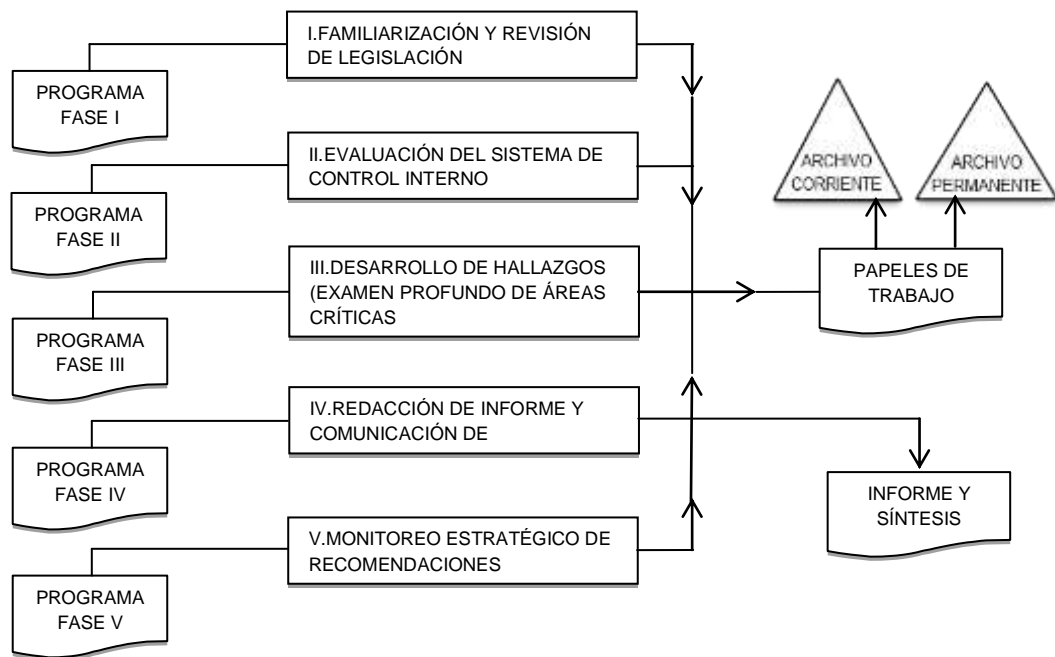 I.FAMILIARIZACIÓN Y REVISIÓN
DE LEGISLACIÓN
PROGRAMA
FASE I
II.EVALUACIÓN DEL SISTEMA DE
CONTROL INTERNO
PROGRAMA
FASE II
III.DESARROLLO DE HALLAZGOS
(EXAMEN PROFUNDO DE ÁREAS
CRÍTICAS
PROGRAMA
FASE III
IV.REDACCIÓN DE INFORME Y
COMUNICACIÓN DE
PROGRAMA
FASE IV
V.MONITOREO ESTRATÉGICO DE
RECOMENDACIONES
PROGRAMA
FASE V
ARCHIVO
CORRIENTE
ARCHIVO
PERMANENTE
PAPELES DE
TRABAJO
INFORME Y
SÍNTESIS